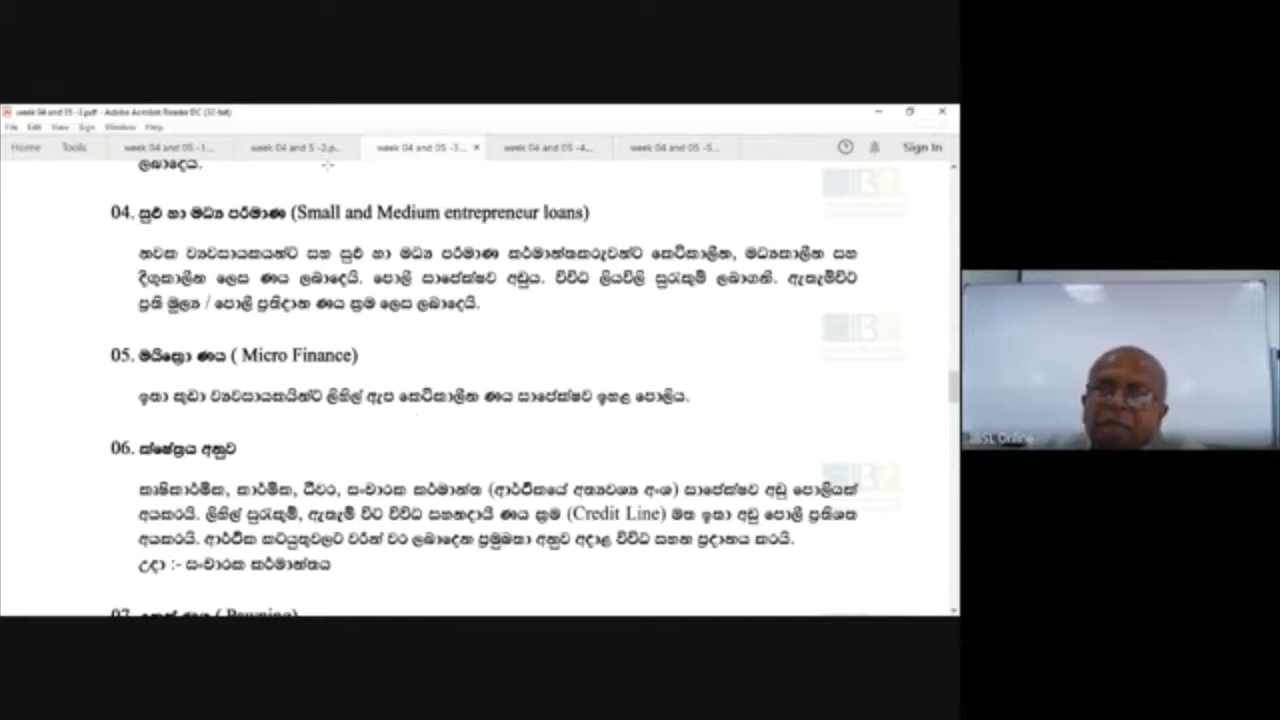 week 04 and 05 -3.pdf - Adobe Acrobat Reader DC (32-bit)
File Edit View Sign Window Help
Home Tools week 04 and 05 -1... week 04 and 5 -2.p... week 04 and 05 -3... × week 04 and 05 -4... week 04 and 05 -5... Sign In
ලබාදෙය.
04. සුළු හා මධ්‍ය පරිමාණ (Small and Medium entrepreneur loans)
නවක ව්‍යවසායකයන්ට සහ සුළු හා මධ්‍ය පරිමාණ කර්මාන්තකරුවන්ට කෙටිකාලීන, මධ්‍යකාලීන සහ
දිගුකාලීන ලෙස ණය ලබාදෙයි. පොලී සාපේක්ෂව අඩුය. විවිධ ලියවිලි සුරැකුම් ලබාගනී. ඇතැම්විට
ප්‍රති මූල්‍ය / පොලී ප්‍රතිදාන ණය ක්‍රම ලෙස ලබාදෙයි.
05. මයික්‍රො ණය ( Micro Finance)
ඉතා කුඩා ව්‍යවසායකයින්ට ලිහිල් ඇප කෙටිකාලීන ණය සාපේක්ෂව ඉහළ පොලිය.
06. ක්ෂේත්‍රය අනුව
කෘෂිකාර්මික, කාර්මික, ධීවර, සංචාරක කර්මාන්ත (ආර්ථිකයේ අත්‍යවශ්‍ය අංශ) සාපේක්ෂව අඩු පොලියක්
අයකරයි. ලිහිල් සුරැකුම්, ඇතැම් විට විවිධ සහනදායී ණය ක්‍රම (Credit Line) මත ඉතා අඩු පොලී ප්‍රතිශත
අයකරයි. ආර්ථික කටයුතුවලට වරින් වර ලබාදෙන ප්‍රමුඛතා අනුව අදාළ විවිධ සහන ප්‍රදානය කරයි.
උදා :- සංචාරක කර්මාන්තය
07. උකස් ණය ( Pawning)
IBSL Online